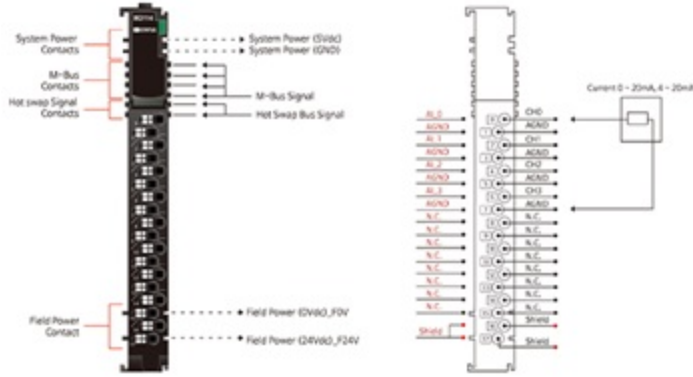 System Power
Contacts
M-Bus
Contacts
Hot swap Signal
Contacts
Field Power
Contact
System Power (5Vdc)
System Power (GND)
M-Bus Signal
Hot Swap Bus Signal
Field Power (0Vdc)_F0V
Field Power (24Vdc)_F24V
AI_0
AGND
AI_1
AGND
AI_2
AGND
AI_3
AGND
N.C.
N.C.
N.C.
N.C.
N.C.
N.C.
N.C.
N.C.
Shield
CH0
AGND
CH1
AGND
CH2
AGND
CH3
AGND
N.C.
N.C.
N.C.
N.C.
N.C.
N.C.
N.C.
N.C.
Shield
Shield
Current 0 ~ 20mA, 4 ~ 20mA